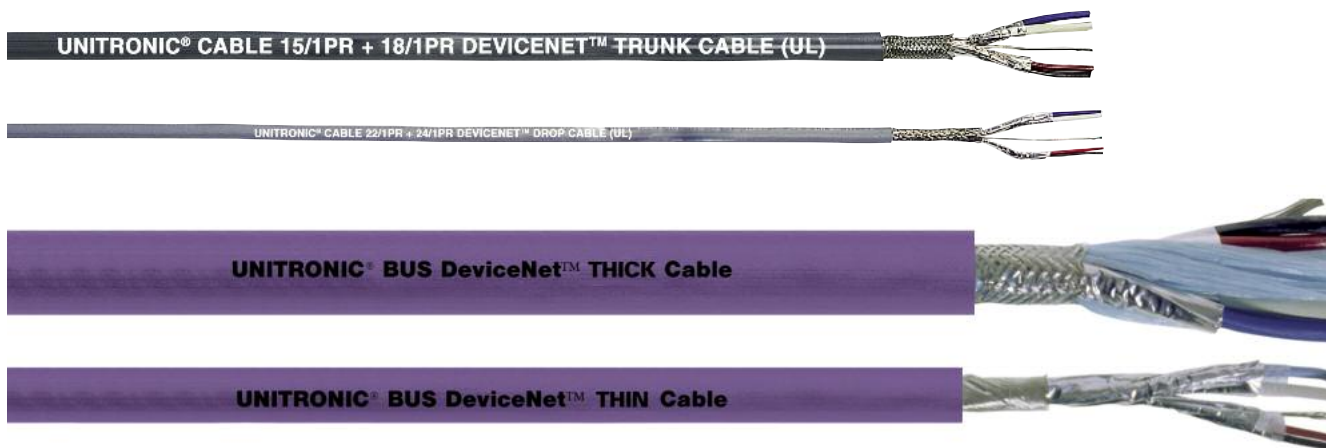 UNITRONIC® CABLE 15/1PR + 18/1PR DEVICENET™ TRUNK CABLE (UL)
UNITRONIC® CABLE 22/1PR + 24/1PR DEVICENET™ DROP CABLE (UL)
UNITRONIC® BUS DeviceNet™ THICK Cable
UNITRONIC® BUS DeviceNet™ THIN Cable